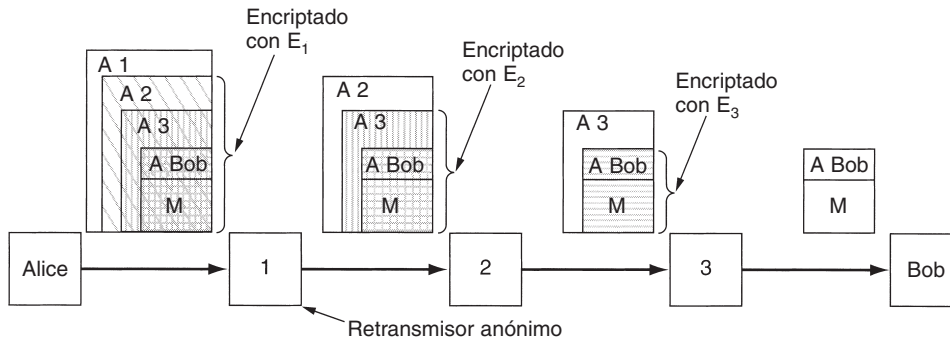 Encriptado
con E1
A 1
A 2
A 3
A Bob
M
Encriptado
con E2
A 2
A 3
A Bob
M
Encriptado
con E3
A 3
A Bob
M
A Bob
M
Alice
1
2
3
Bob
Retransmisor anónimo